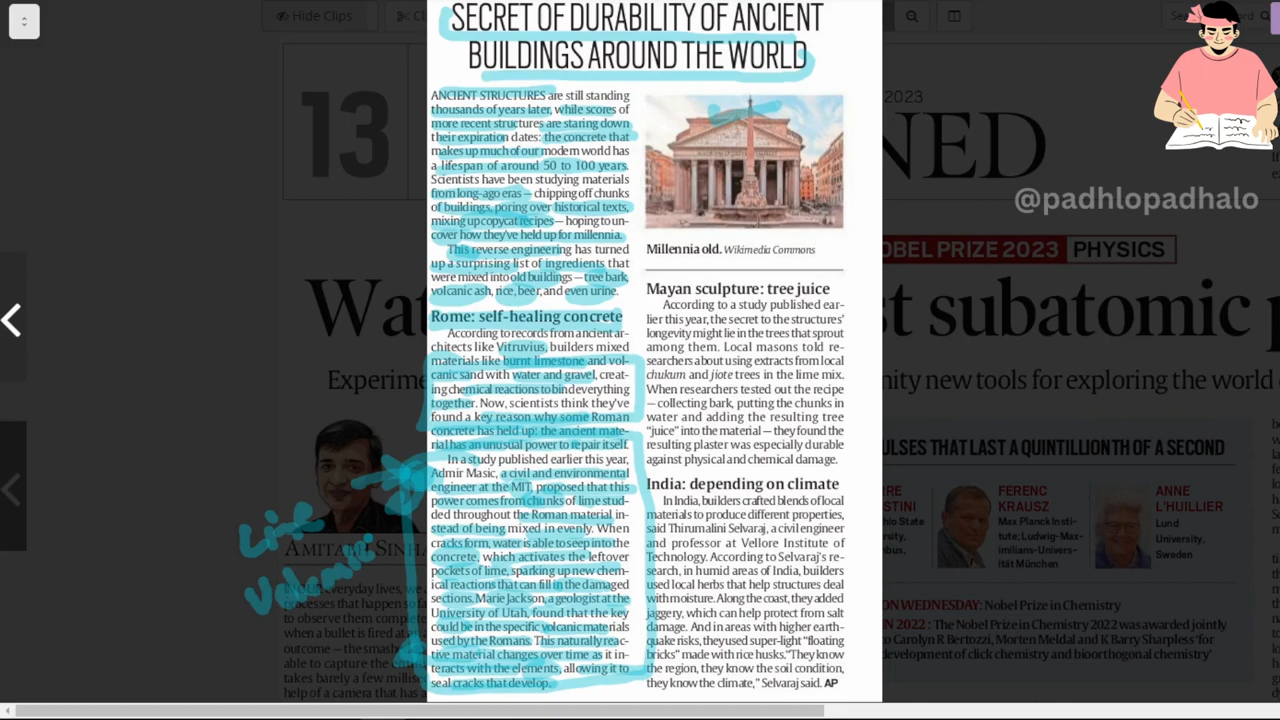 Hide Clips
SECRET OF DURABILITY OF ANCIENT
BUILDINGS AROUND THE WORLD
13
2023
NED
@padhlopadhalo
NOBEL PRIZE 2023 PHYSICS
ANCIENT STRUCTURES are still standing
thousands of years later, while scores of
more recent structures are staring down
their expiration dates: the concrete that
makes up much of our modern world has
a lifespan of around 50 to 100 years.
Scientists have been studying materials
from long-ago eras — chipping off chunks
of buildings, poring over historical texts,
mixing up copycat recipes — hoping to un-
cover how they've held up for millennia.
This reverse engineering has turned
up a surprising list of ingredients that
were mixed into old buildings — tree bark,
volcanic ash, rice, beer, and even urine.
Rome: self-healing concrete
According to records from ancient ar-
chitects like Vitruvius, builders mixed
materials like burnt limestone and vol-
canic sand with water and gravel, creat-
ing chemical reactions to bind everything
together. Now, scientists think they've
found a key reason why some Roman
concrete has held up: the ancient mate-
rial has an unusual power to repair itself.
In a study published earlier this year,
Admir Masic, a civil and environmental
engineer at the MIT, proposed that this
power comes from chunks of lime stud-
ded throughout the Roman material in-
stead of being mixed in evenly. When
cracks form, water is able to seep into the
concrete, which activates the leftover
pockets of lime, sparking up new chem-
ical reactions that can fill in the damaged
sections. Marie Jackson, a geologist at the
University of Utah, found that the key
could be in the specific volcanic materials
used by the Romans. This naturally reac-
tive material changes over time as it in-
teracts with the elements, allowing it to
seal cracks that develop.
Millennia old. Wikimedia Commons
Mayan sculpture: tree juice
According to a study published ear-
lier this year, the secret to the structures'
longevity might lie in the trees that sprout
among them. Local masons told re-
searchers about using extracts from local
chukum and jiote trees in the lime mix.
When researchers tested out the recipe
— collecting bark, putting the chunks in
water and adding the resulting tree
"juice" into the material — they found the
resulting plaster was especially durable
against physical and chemical damage.
India: depending on climate
In India, builders crafted blends of local
materials to produce different properties,
said Thirumalini Selvaraj, a civil engineer
and professor at Vellore Institute of
Technology. According to Selvaraj's re-
search, in humid areas of India, builders
used local herbs that help structures deal
with moisture. Along the coast, they added
jaggery, which can help protect from salt
damage. And in areas with higher earth-
quake risks, they used super-light "floating
bricks" made with rice husks. "They know
the region, they know the soil condition,
they know the climate," Selvaraj said. AP
Wat
st subatomic
Experime
nity new tools for exploring the worl
LSES THAT LAST A QUINTILLIONTH OF A SECOND
FERENC
KRAUSZ
Max Planck Insti-
tute; Ludwig-Max-
imilians-Univers-
ität München
ANNE
L'HUILLIER
Lund
University,
Sweden
AMITABH SINHA
ON WEDNESDAY: Nobel Prize in Chemistry
IN 2022 : The Nobel Prize in Chemistry 2022 was awarded jointly
development of click chemistry and bioorthogonal chemistry'